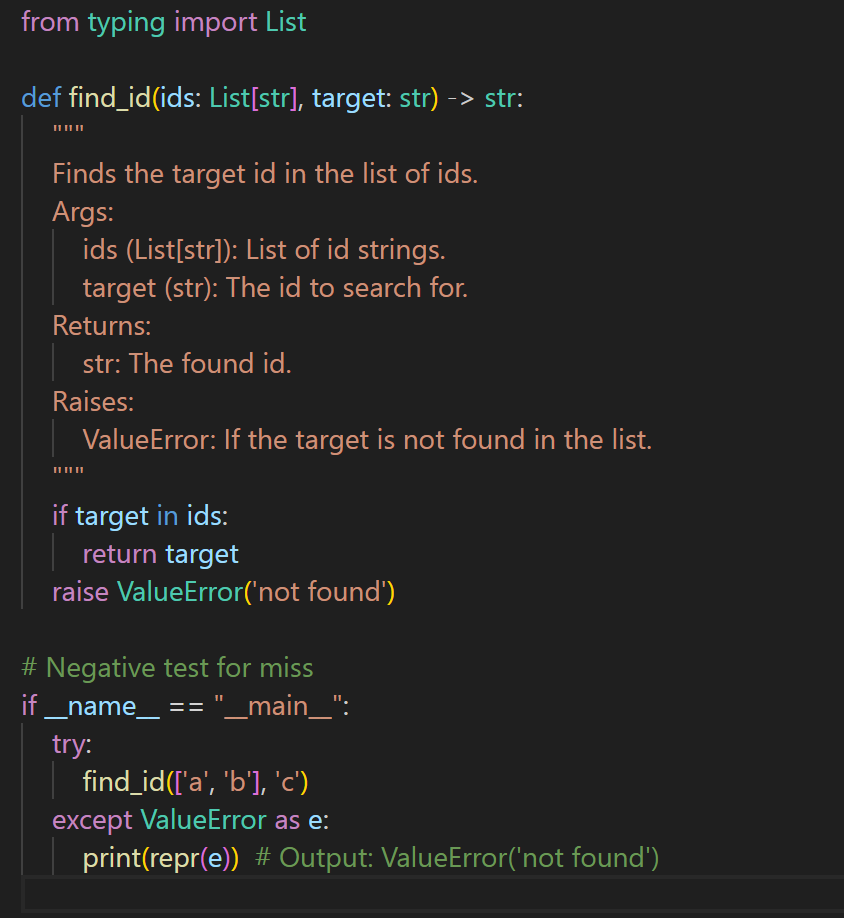 from typing import List
def find_id(ids: List[str], target: str) -> str:
    """
    Finds the target id in the list of ids.
    Args:
        ids (List[str]): List of id strings.
        target (str): The id to search for.
    Returns:
        str: The found id.
    Raises:
        ValueError: If the target is not found in the list.
    """
    if target in ids:
        return target
    raise ValueError('not found')
# Negative test for miss
if __name__ == "__main__":
    try:
        find_id(['a', 'b'], 'c')
    except ValueError as e:
        print(repr(e))  # Output: ValueError('not found')